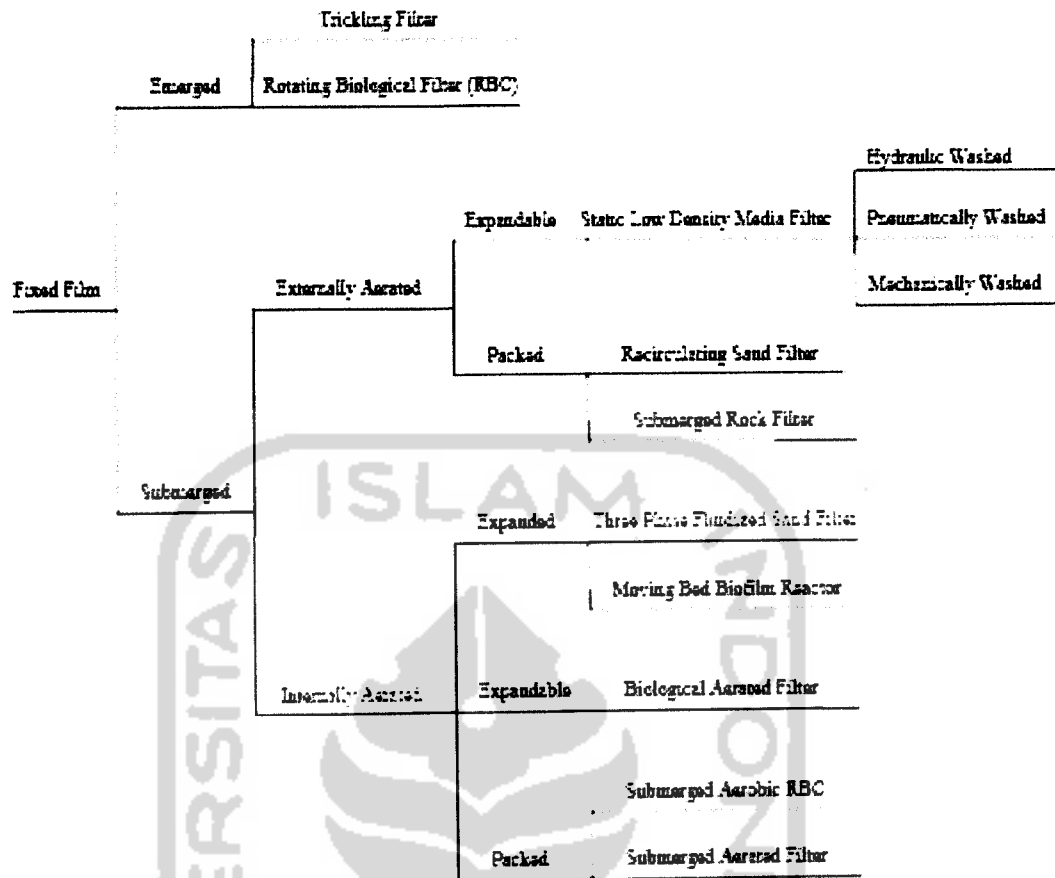 Trickling Filter
Emerged
Rotating Biological Filter (RBC)
Hydraulic Washed
Expandable
Static Low Density Media Filter
Pneumatically Washed
Fixed Film
Externally Aerated
Mechanically Washed
Packed
Recirculating Sand Filter
Submerged Rock Filter
ISLAM
Submerged
Expanded
Three Phase Fluidized Sand Filter
Moving Bed Biofilm Reactor
Internally Aerated
Expandable
Biological Aerated Filter
Submerged Aerobic RBC
Packed
Submerged Aerated Filter